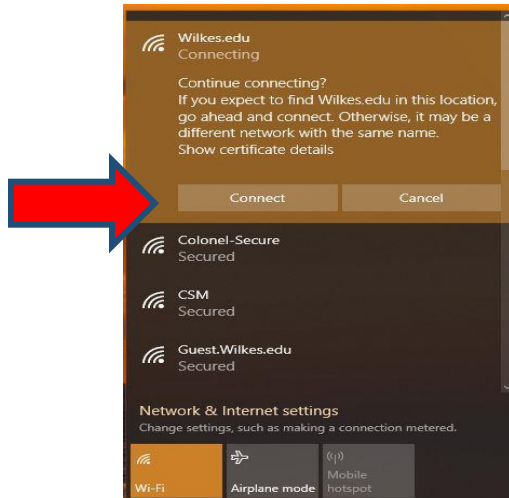 Wilkes.edu
Connecting
Continue connecting?
If you expect to find Wilkes.edu in this location,
go ahead and connect. Otherwise, it may be a
different network with the same name.
Show certificate details
Connect Cancel
Colonel-Secure
Secured
CSM
Secured
Guest.Wilkes.edu
Secured
Network & Internet settings
Change settings, such as making a connection metered.
Wi-Fi
Airplane mode
Mobile
hotspot